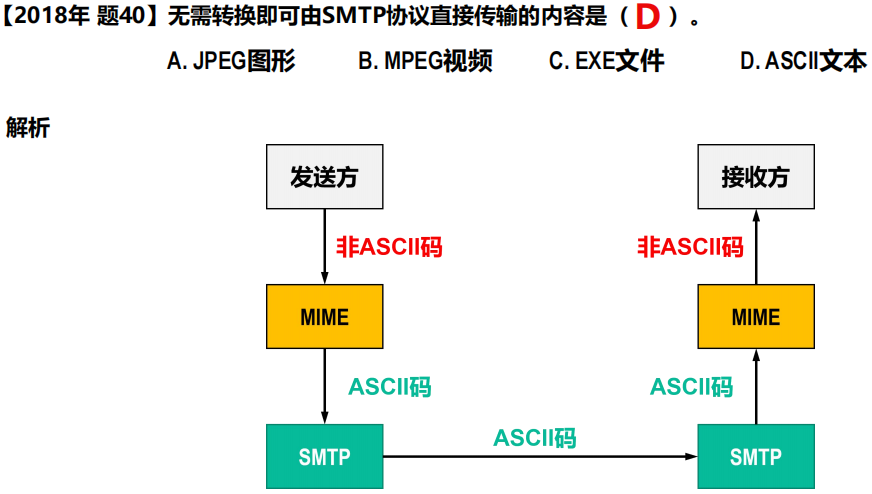 【2018年 题40】无需转换即可由SMTP协议直接传输的内容是（ D ）。
A. JPEG图形 B. MPEG视频 C. EXE文件 D. ASCII文本
解析
发送方 接收方
非ASCII码 非ASCII码
MIME MIME
ASCII码 ASCII码
ASCII码
SMTP SMTP